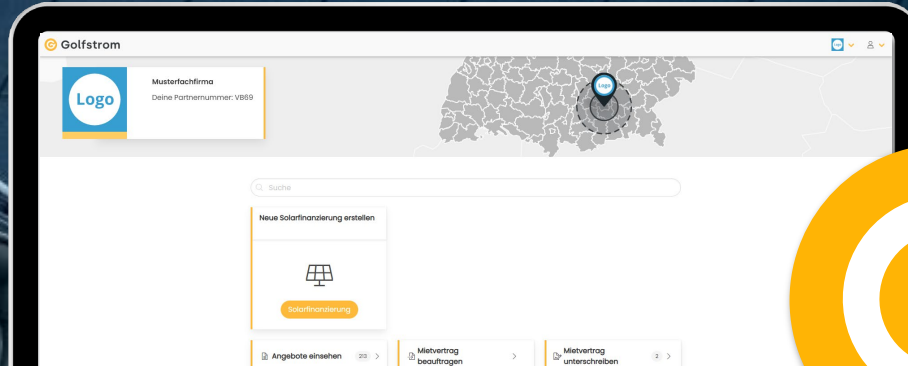 Golfstrom
Logo
Musterfachfirma
Deine Partnernummer: VB69
Logo
Suche
Neue Solarfinanzierung erstellen
Solarfinanzierung
Angebote einsehen 213
Mietvertrag
beauftragen
Mietvertrag
unterschreiben 2